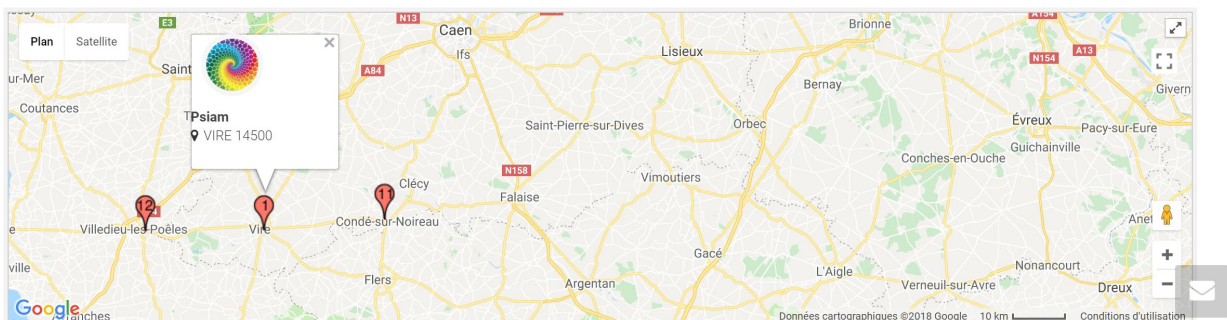 Plan
Satellite
E3
N13
Caen
Ifs
Brionne
A154
Saint
A84
Lisieux
A13
N154
ur-Mer
Bernay
Givern
Coutances
T
Psiam
VIRE 14500
Saint-Pierre-sur-Dives
Orbec
Évreux
Pacy-sur-Eure
Guichainville
Conches-en-Ouche
N158
Vimoutiers
Clécy
Falaise
12
1
11
Villedieu-les-Poêles
Vire
Condé-sur-Noireau
Anet
Gacé
ville
Flers
L'Aigle
Nonancourt
Argentan
Verneuil-sur-Avre
Dreux
Google
anches
Données cartographiques ©2018 Google
10 km
Conditions d'utilisation